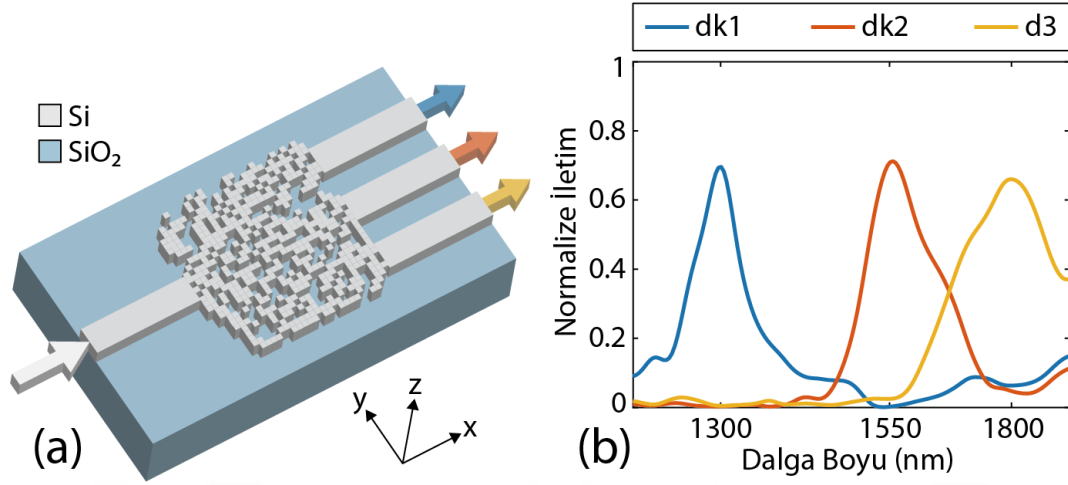 Si
SiO₂
y
z
x
(a)
dk1 dk2 d3
1
0.8
0.6
0.4
0.2
0
Normalize İletim
1300 1550 1800
Dalga Boyu (nm)
(b)